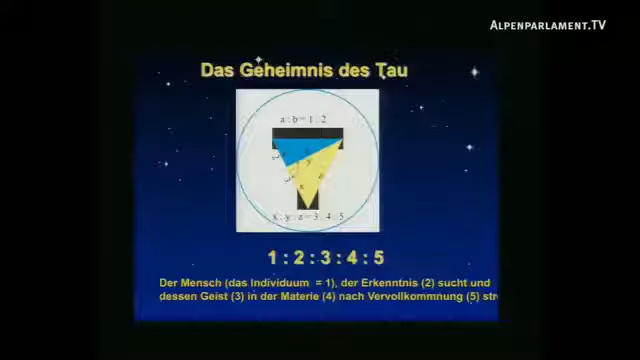 ALPENPARLAMENT.TV
Das Geheimnis des Tau
a : b = 1 : 2
x : y : z = 3 : 4 : 5
1 : 2 : 3 : 4 : 5
Der Mensch (das Individuum = 1), der Erkenntnis (2) sucht und
dessen Geist (3) in der Materie (4) nach Vervollkommnung (5) str